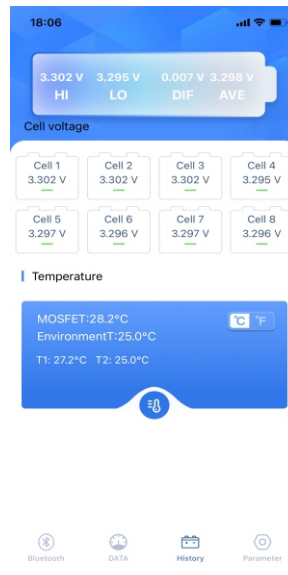 18:06
3.302 V 3.295 V 0.007 V 3.298 V
HI LO DIF AVE
Cell voltage
Cell 1 Cell 2 Cell 3 Cell 4
3.302 V 3.302 V 3.302 V 3.295 V
Cell 5 Cell 6 Cell 7 Cell 8
3.297 V 3.296 V 3.297 V 3.296 V
Temperature
MOSFET:28.2°C °C °F
EnvironmentT:25.0°C
T1: 27.2°C T2: 25.0°C
Bluetooth DATA History Parameter